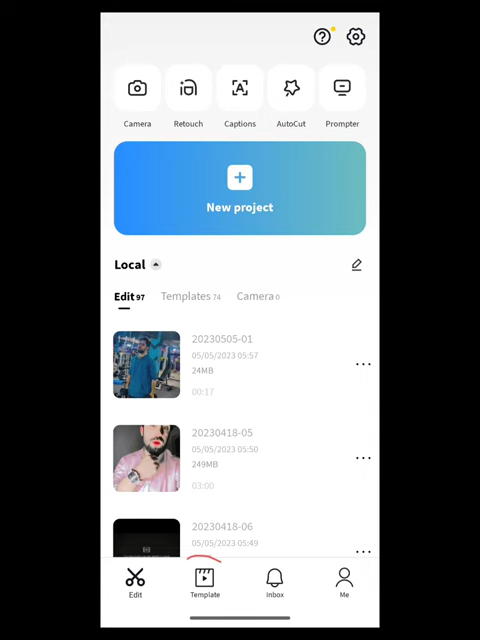 Camera Retouch Captions AutoCut Prompter
New project
Local
Edit 97 Templates 74 Camera 0
20230505-01
05/05/2023 05:57
24MB
00:17
20230418-05
05/05/2023 05:50
249MB
03:00
20230418-06
05/05/2023 05:49
Edit Template Inbox Me